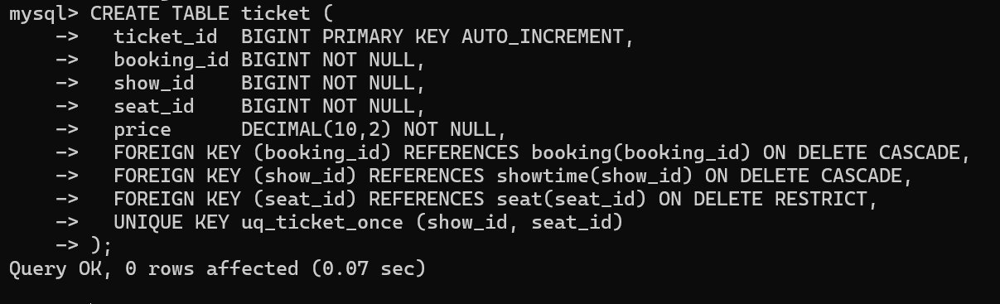 mysql> CREATE TABLE ticket (
    ->   ticket_id  BIGINT PRIMARY KEY AUTO_INCREMENT,
    ->   booking_id BIGINT NOT NULL,
    ->   show_id    BIGINT NOT NULL,
    ->   seat_id    BIGINT NOT NULL,
    ->   price      DECIMAL(10,2) NOT NULL,
    ->   FOREIGN KEY (booking_id) REFERENCES booking(booking_id) ON DELETE CASCADE,
    ->   FOREIGN KEY (show_id) REFERENCES showtime(show_id) ON DELETE CASCADE,
    ->   FOREIGN KEY (seat_id) REFERENCES seat(seat_id) ON DELETE RESTRICT,
    ->   UNIQUE KEY uq_ticket_once (show_id, seat_id)
    -> );
Query OK, 0 rows affected (0.07 sec)